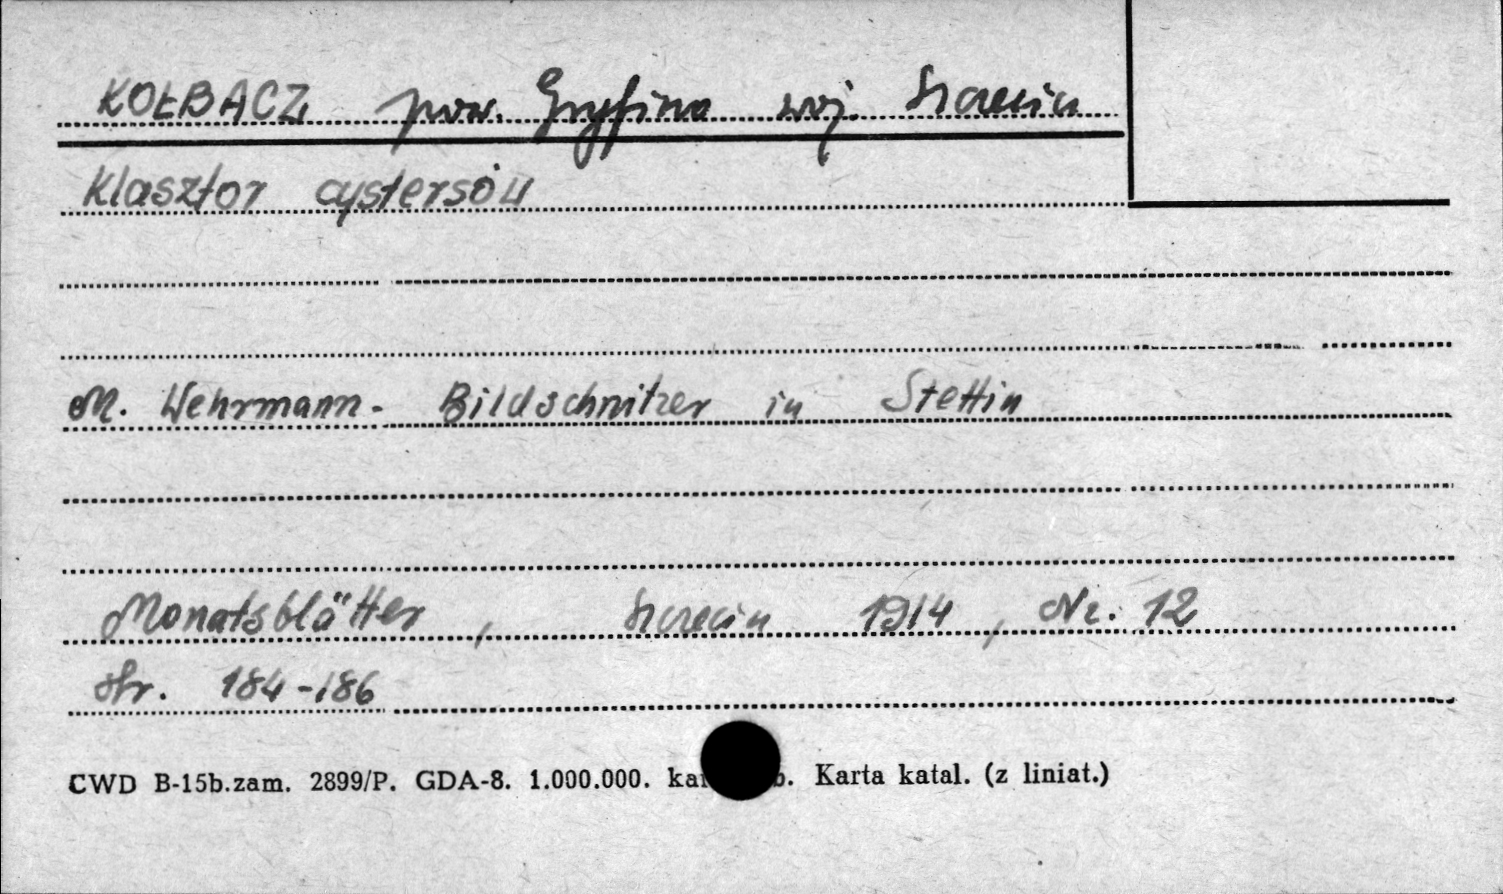 KOŁBACZ pow. Gryfino woj. Szczecin
Klasztor cystersów
M. Wehrmann - Bildschnitzer in Stettin
Monatsblätter, Szczecin 1914, Nr. 12
str. 184-186
CWD B-15b.zam. 2899/P. GDA-8. 1.000.000. Karta katal. (z liniat.)